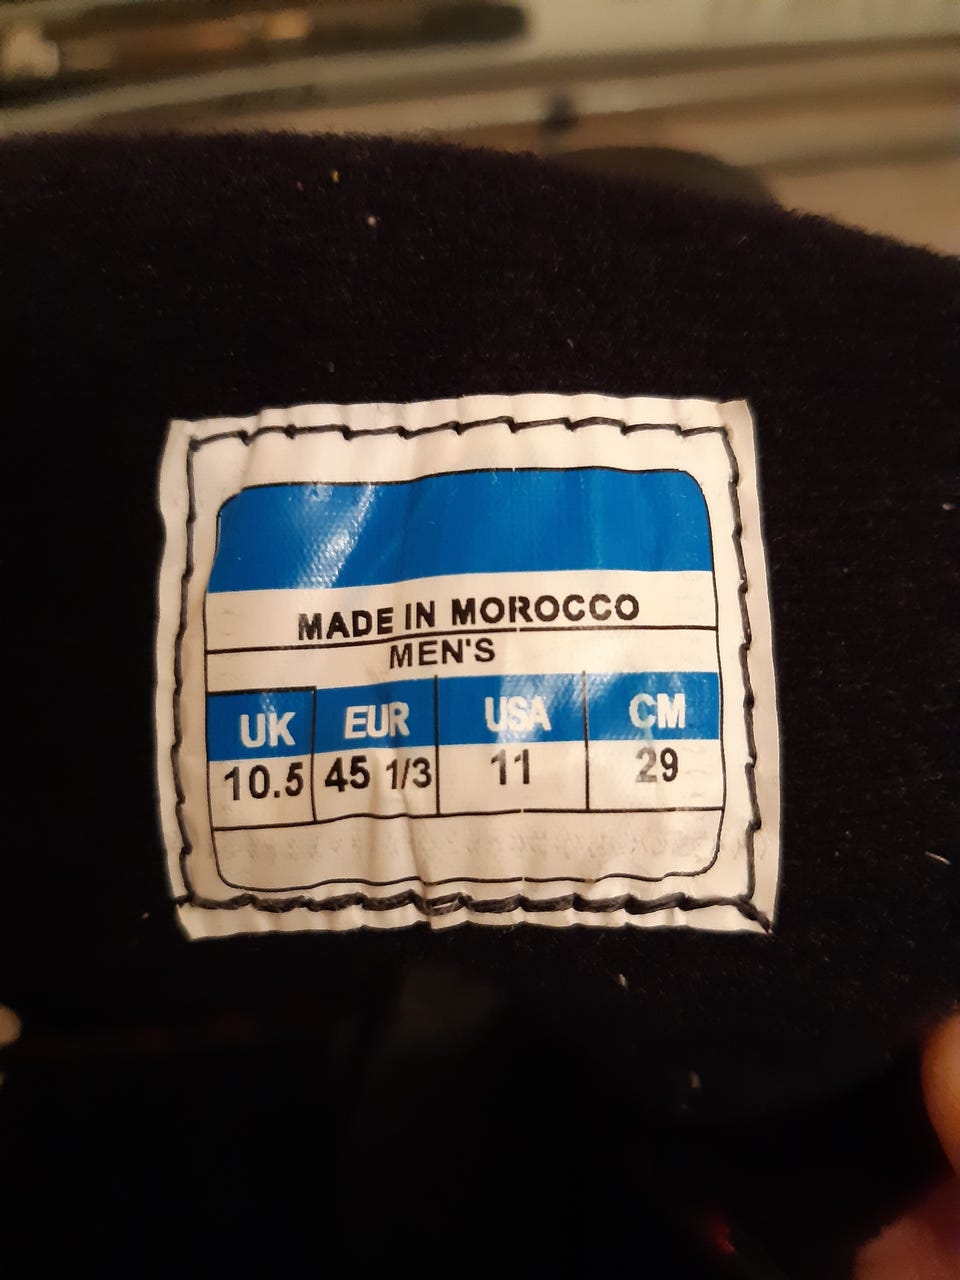 MADE IN MOROCCO
MEN'S
UK EUR USA CM
10.5 45 1/3 11 29